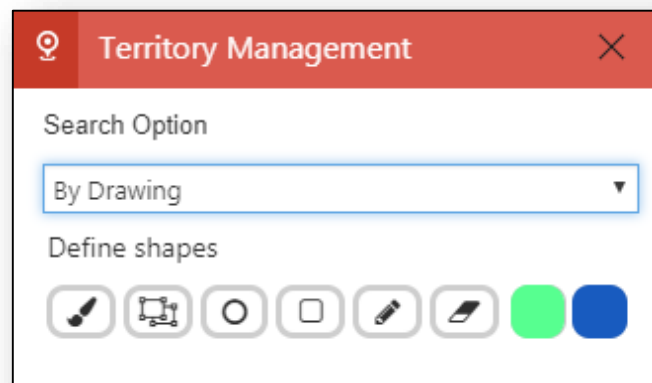 Territory Management
Search Option
By Drawing
Define shapes